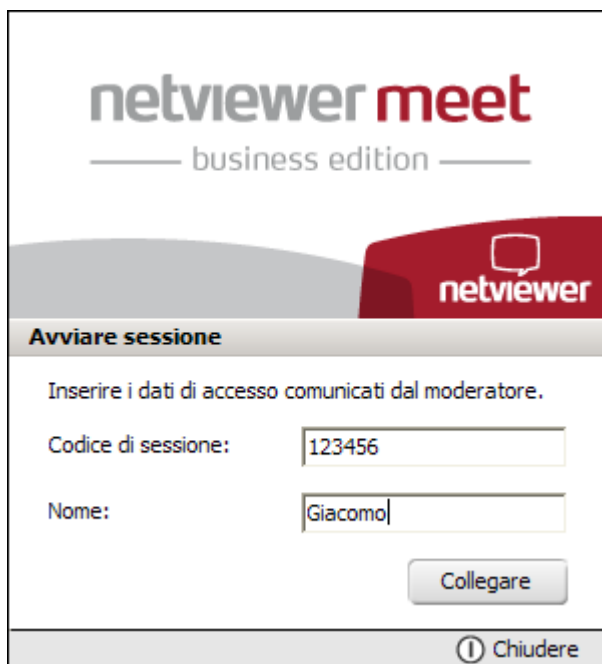 netviewer meet
business edition
netviewer
Avviare sessione
Inserire i dati di accesso comunicati dal moderatore.
Codice di sessione: 123456
Nome: Giacomo
Collegare
Chiudere